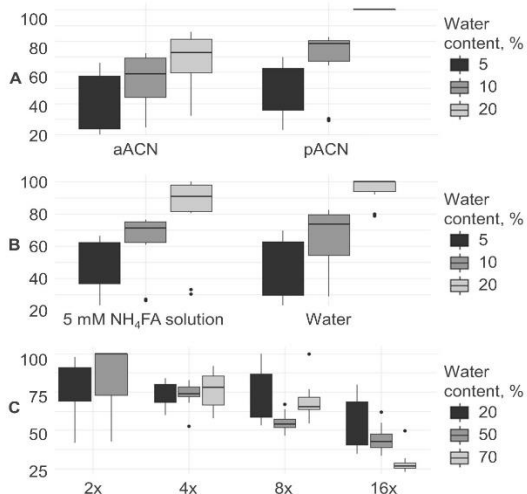 100
80
60
40
20
A
aACN
pACN
Water
content, %
5
10
20
100
80
60
40
20
B
5 mM NH₄FA solution
Water
Water
content, %
5
10
20
100
75
50
25
C
2x
4x
8x
16x
Water
content, %
20
50
70